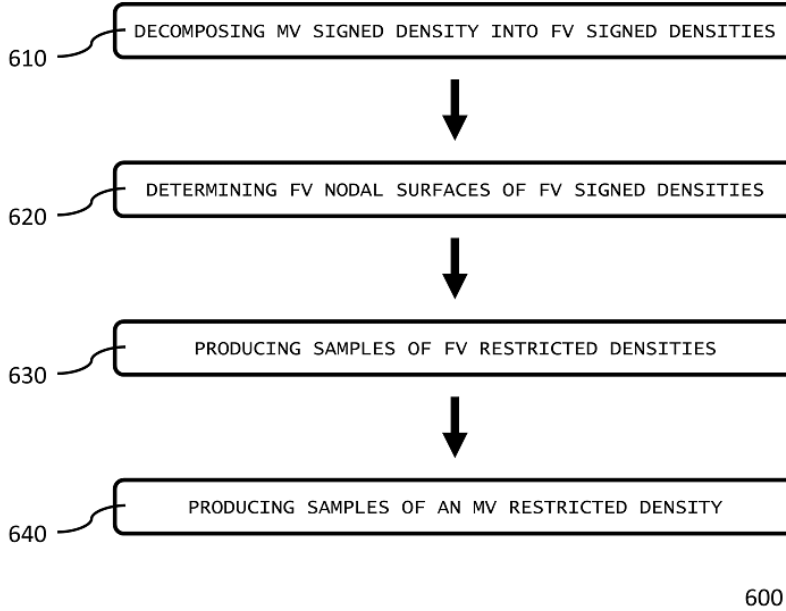 DECOMPOSING MV SIGNED DENSITY INTO FV SIGNED DENSITIES
610
DETERMINING FV NODAL SURFACES OF FV SIGNED DENSITIES
620
PRODUCING SAMPLES OF FV RESTRICTED DENSITIES
630
PRODUCING SAMPLES OF AN MV RESTRICTED DENSITY
640
600